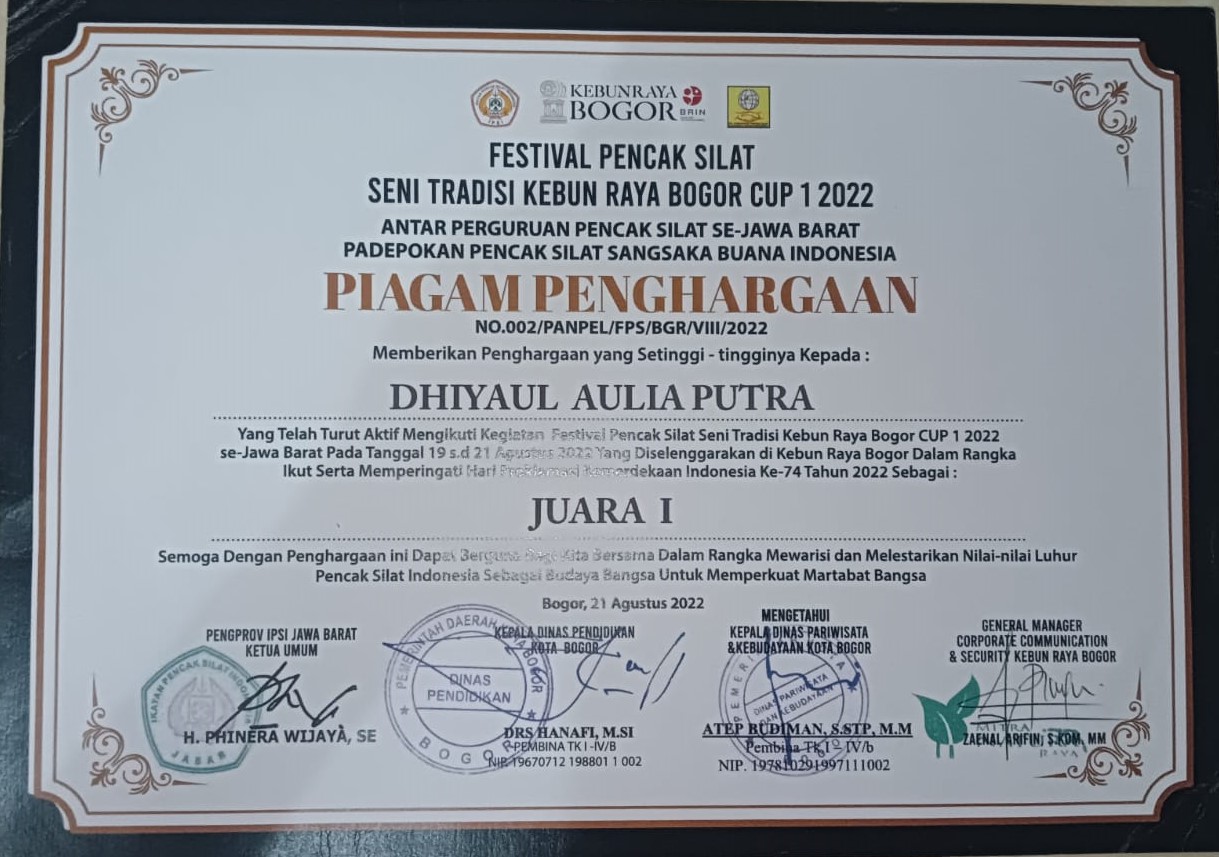 KEBUNRAYA
BOGOR BRIN
FESTIVAL PENCAK SILAT
SENI TRADISI KEBUN RAYA BOGOR CUP 1 2022
ANTAR PERGURUAN PENCAK SILAT SE-JAWA BARAT
PADEPOKAN PENCAK SILAT SANGSAKA BUANA INDONESIA
PIAGAM PENGHARGAAN
NO.002/PANPEL/FPS/BGR/VIII/2022
Memberikan Penghargaan yang Setinggi - tingginya Kepada :
DHIYAUL AULIA PUTRA
Yang Telah Turut Aktif Mengikuti Kegiatan Festival Pencak Silat Seni Tradisi Kebun Raya Bogor CUP 1 2022
se-Jawa Barat Pada Tanggal 19 s.d 21 Agustus 2022 Yang Diselenggarakan di Kebun Raya Bogor Dalam Rangka
Ikut Serta Memperingati Hari Proklamasi Kemerdekaan Indonesia Ke-74 Tahun 2022 Sebagai :
JUARA I
Semoga Dengan Penghargaan ini Dapat Berguna Bagi Kita Bersama Dalam Rangka Mewarisi dan Melestarikan Nilai-nilai Luhur
Pencak Silat Indonesia Sebagai Budaya Bangsa Untuk Memperkuat Martabat Bangsa
Bogor, 21 Agustus 2022
PENGPROV IPSI JAWA BARAT
KETUA UMUM
IKATAN PENCAK SILAT INDONESIA
JABAR
H. PHINERA WIJAYA, SE
KEPALA DINAS PENDIDIKAN
KOTA BOGOR
PEMERINTAH DAERAH KOTA BOGOR
DINAS
PENDIDIKAN
BOGOR
DRS HANAFI, M.SI
PEMBINA TK I -IV/B
NIP. 19670712 198801 1 002
MENGETAHUI
KEPALA DINAS PARIWISATA
&KEBUDAYAAN KOTA BOGOR
DINAS PARIWISATA
DAN KEBUDAYAAN
ATEP BUDIMAN, S.STP, M.M
Pembina Tk I - IV/b
NIP. 197810291997111002
GENERAL MANAGER
CORPORATE COMMUNICATION
& SECURITY KEBUN RAYA BOGOR
MITRA
RAYA
ZAENAL ARIFIN, S.KOM, MM